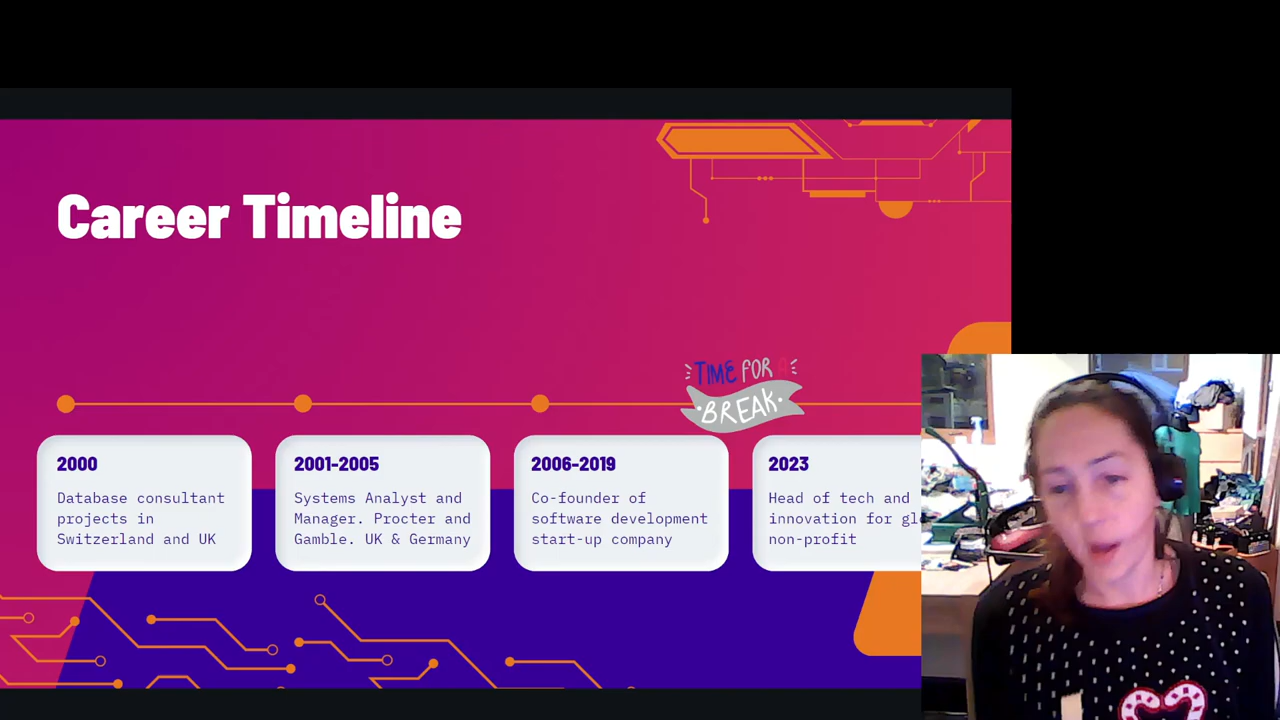 Career Timeline
TIME FOR A
BREAK
2000
Database consultant
projects in
Switzerland and UK
2001-2005
Systems Analyst and
Manager. Procter and
Gamble. UK & Germany
2006-2019
Co-founder of
software development
start-up company
2023
Head of tech and
innovation for
non-profit